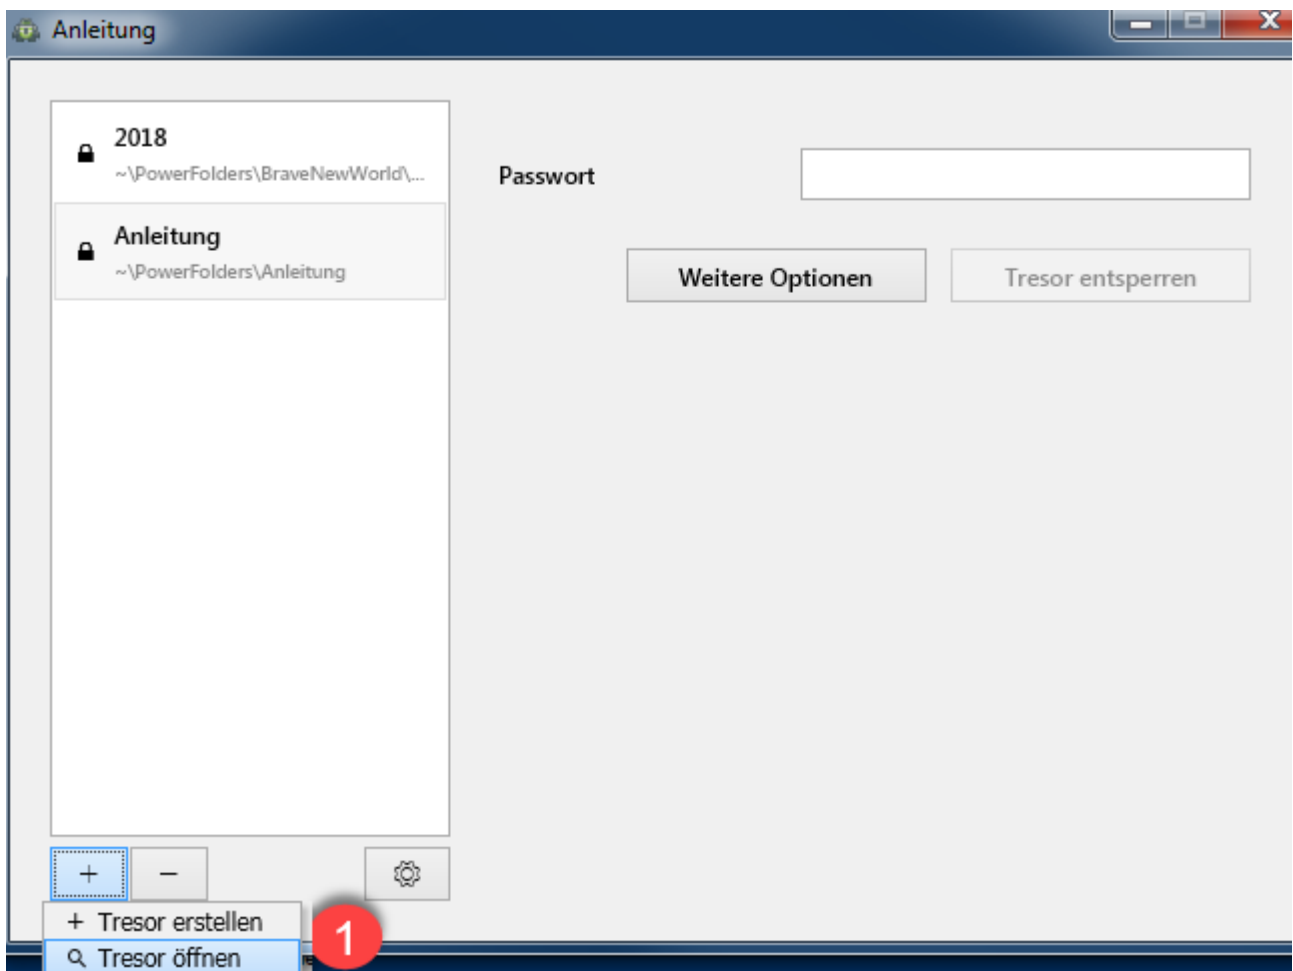 Anleitung
2018
~\PowerFolders\BraveNewWorld\...
Anleitung
~\PowerFolders\Anleitung
Passwort
Weitere Optionen
Tresor entsperren
+ -
+ Tresor erstellen
Tresor öffnen
1